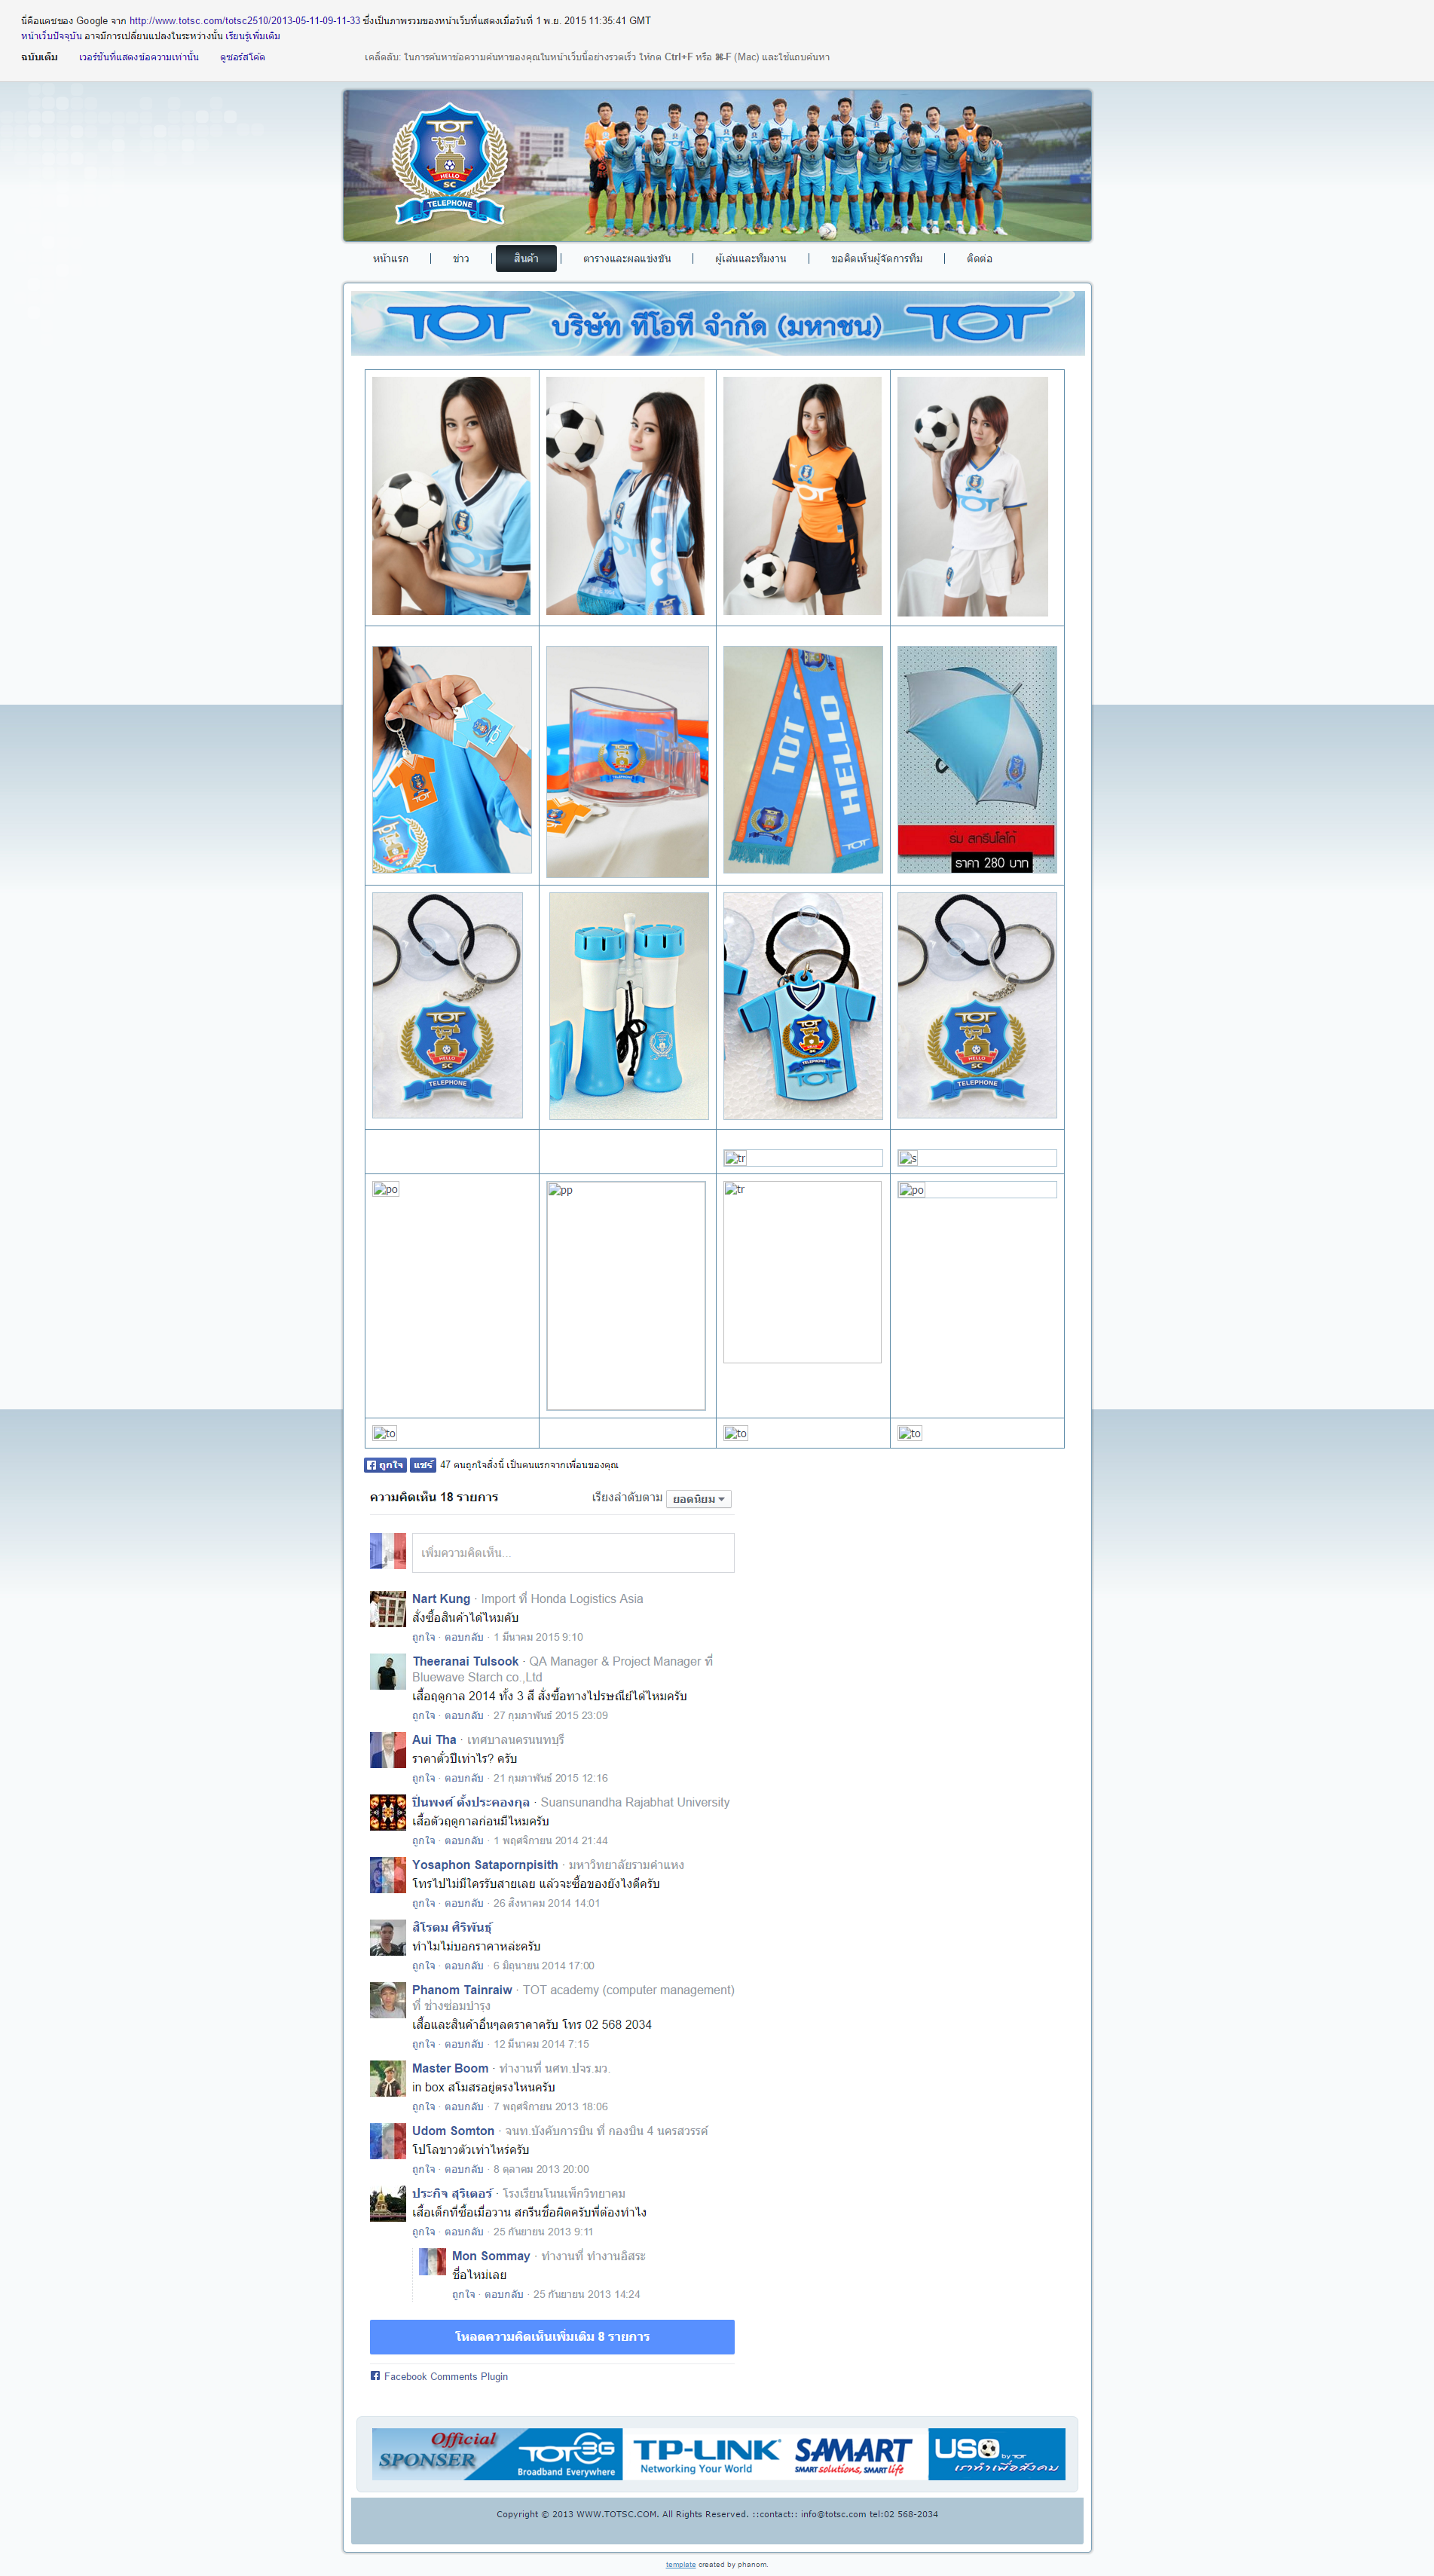 นี่คือแคชของ Google จาก http://www.totsc.com/totsc2510/2013-05-11-09-11-33 ซึ่งเป็นภาพรวมของหน้าเว็บที่แสดงเมื่อวันที่ 1 พ.ย. 2015 11:35:41 GMT
หน้าเว็บปัจจุบัน อาจมีการเปลี่ยนแปลงในระหว่างนั้น เรียนรู้เพิ่มเติม
ฉบับเต็ม เวอร์ชันที่แสดงข้อความเท่านั้น ดูซอร์สโค้ด เคล็ดลับ: ในการค้นหาข้อความค้นหาของคุณในหน้าเว็บนี้อย่างรวดเร็ว ให้กด Ctrl+F หรือ ⌘-F (Mac) และใช้แถบค้นหา
TOT
HELLO
SC
TELEPHONE
หน้าแรก ข่าว สินค้า ตารางและผลแข่งขัน ผู้เล่นและทีมงาน ขอคิดเห็นผู้จัดการทีม ติดต่อ
TOT บริษัท ทีโอที จำกัด (มหาชน) TOT
TOT
TOT
TOT HELLO
ร่ม สกรีนโลโก้
ราคา 280 บาท
TOT HELLO SC TELEPHONE
TOT TELEPHONE TOT
TOT HELLO SC TELEPHONE
tr s
po pp tr po
to to to
ถูกใจ แชร์ 47 คนถูกใจสิ่งนี้ เป็นคนแรกจากเพื่อนของคุณ
ความคิดเห็น 18 รายการ เรียงลำดับตาม ยอดนิยม
เพิ่มความคิดเห็น...
Nart Kung · Import ที่ Honda Logistics Asia
สั่งซื้อสินค้าได้ไหมคับ
ถูกใจ · ตอบกลับ · 1 มีนาคม 2015 9:10
Theeranai Tulsook · QA Manager & Project Manager ที่
Bluewave Starch co.,Ltd
เสื้อฤดูกาล 2014 ทั้ง 3 สี สั่งซื้อทางไปรษณีย์ได้ไหมครับ
ถูกใจ · ตอบกลับ · 27 กุมภาพันธ์ 2015 23:09
Aui Tha · เทศบาลนครนนทบุรี
ราคาตั๋วปีเท่าไร? ครับ
ถูกใจ · ตอบกลับ · 21 กุมภาพันธ์ 2015 12:16
ปิ่นพงศ์ ตั้งประคองกุล · Suansunandha Rajabhat University
เสื้อตัวฤดูกาลก่อนมีไหมครับ
ถูกใจ · ตอบกลับ · 1 พฤศจิกายน 2014 21:44
Yosaphon Satapornpisith · มหาวิทยาลัยรามคำแหง
โทรไปไม่มีใครรับสายเลย แล้วจะซื้อของยังไงดีครับ
ถูกใจ · ตอบกลับ · 26 สิงหาคม 2014 14:01
สิโรดม ศิริพันธุ์
ทำไมไม่บอกราคาหล่ะครับ
ถูกใจ · ตอบกลับ · 6 มิถุนายน 2014 17:00
Phanom Tainraiw · TOT academy (computer management)
ที่ ช่างซ่อมบำรุง
เสื้อและสินค้าอื่นๆลดราคาครับ โทร 02 568 2034
ถูกใจ · ตอบกลับ · 12 มีนาคม 2014 7:15
Master Boom · ทำงานที่ นศท.ปจร.มว.
in box สโมสรอยู่ตรงไหนครับ
ถูกใจ · ตอบกลับ · 7 พฤศจิกายน 2013 18:06
Udom Somton · จนท.บังคับการบิน ที่ กองบิน 4 นครสวรรค์
โปโลขาวตัวเท่าไหร่ครับ
ถูกใจ · ตอบกลับ · 8 ตุลาคม 2013 20:00
ประกิจ สุริเตอร์ · โรงเรียนโนนเพ็กวิทยาคม
เสื้อเด็กที่ซื้อเมื่อวาน สกรีนชื่อผิดครับพี่ต้องทำไง
ถูกใจ · ตอบกลับ · 25 กันยายน 2013 9:11
Mon Sommay · ทำงานที่ ทำงานอิสระ
ซื้อใหม่เลย
ถูกใจ · ตอบกลับ · 25 กันยายน 2013 14:24
โหลดความคิดเห็นเพิ่มเติม 8 รายการ
Facebook Comments Plugin
Official SPONSER TOT3G Broadband Everywhere TP-LINK Networking Your World SAMART SMART solutions, SMART life USO by TOT เราทำเพื่อสังคม
Copyright © 2013 WWW.TOTSC.COM. All Rights Reserved. ::contact:: info@totsc.com tel:02 568-2034
template created by phanom.